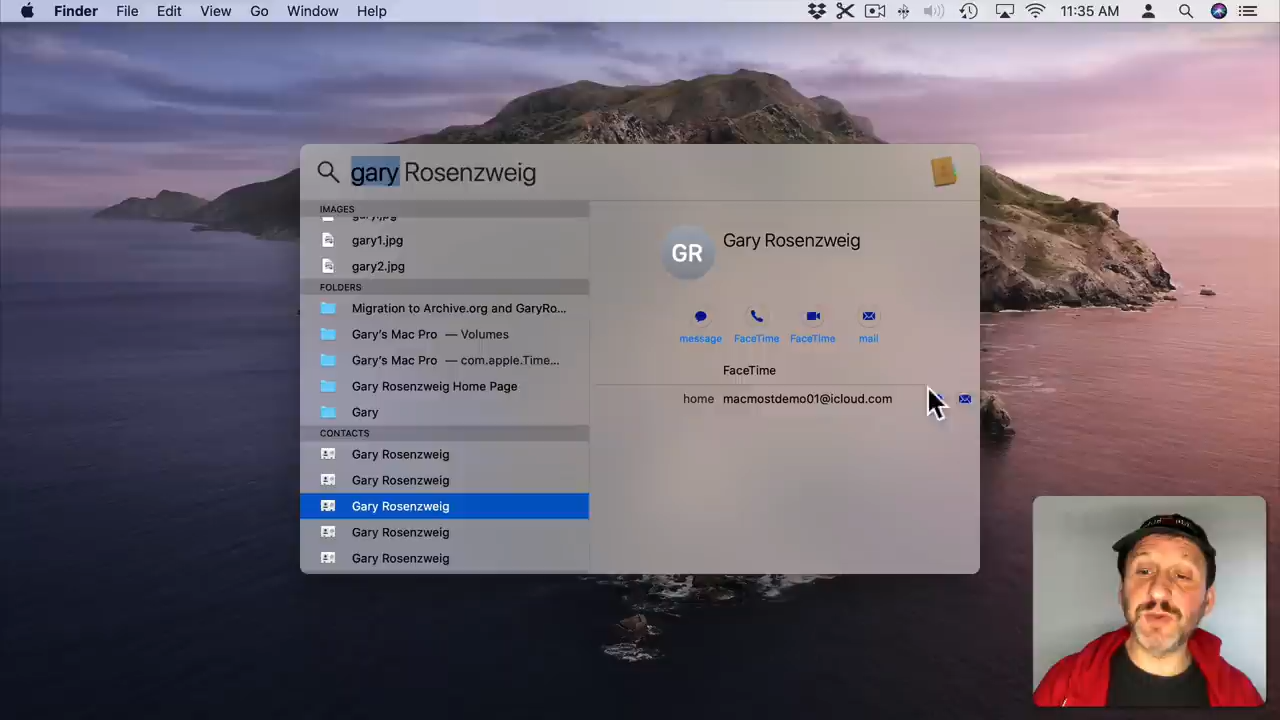 Finder File Edit View Go Window Help 11:35 AM
gary Rosenzweig
IMAGES
gary.jpg
gary1.jpg
gary2.jpg
FOLDERS
Migration to Archive.org and GaryRo...
Gary's Mac Pro — Volumes
Gary's Mac Pro — com.apple.Time...
Gary Rosenzweig Home Page
Gary
CONTACTS
Gary Rosenzweig
Gary Rosenzweig
Gary Rosenzweig
Gary Rosenzweig
Gary Rosenzweig
GR
Gary Rosenzweig
message FaceTime FaceTime mail
FaceTime
home macmostdemo01@icloud.com